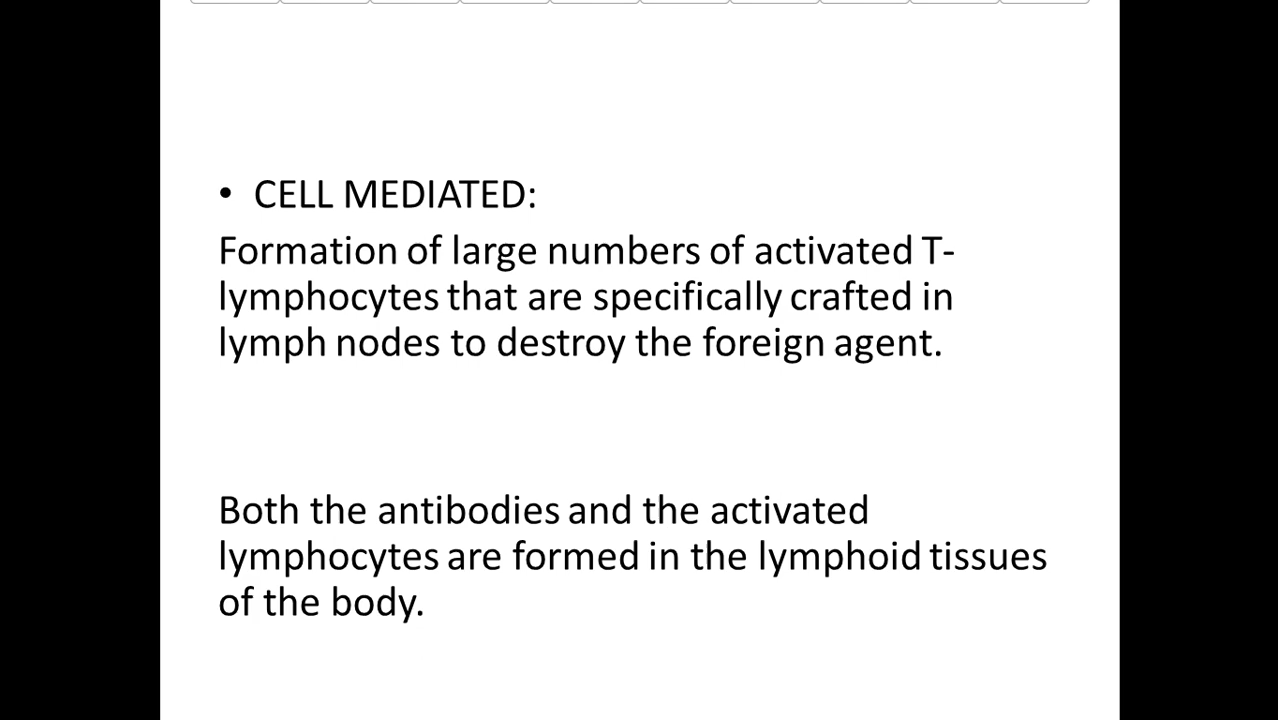 • CELL MEDIATED:
Formation of large numbers of activated T-
lymphocytes that are specifically crafted in
lymph nodes to destroy the foreign agent.
Both the antibodies and the activated
lymphocytes are formed in the lymphoid tissues
of the body.